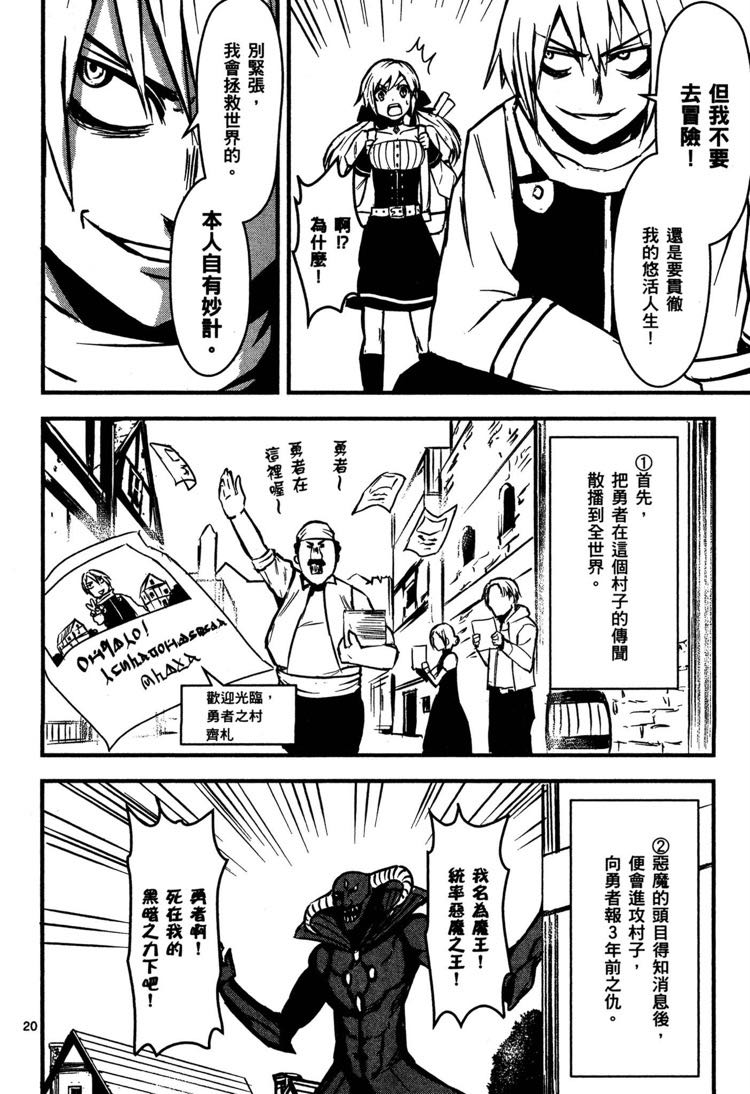 但我不要
去冒險！
還是要貫徹
我的悠活人生！
啊!?
為什麼！
別緊張，
我會拯救世界的。
本人自有妙計。
①首先，
把勇者在這個村子的傳聞
散播到全世界。
勇者～
勇者在
這裡喔～
歡迎光臨，
勇者之村
齊札
②惡魔的頭目得知消息後，
便會進攻村子，
向勇者報3年前之仇。
我名為魔王！
統率惡魔之王！
勇者啊！
死在我的
黑暗之力下吧！
20